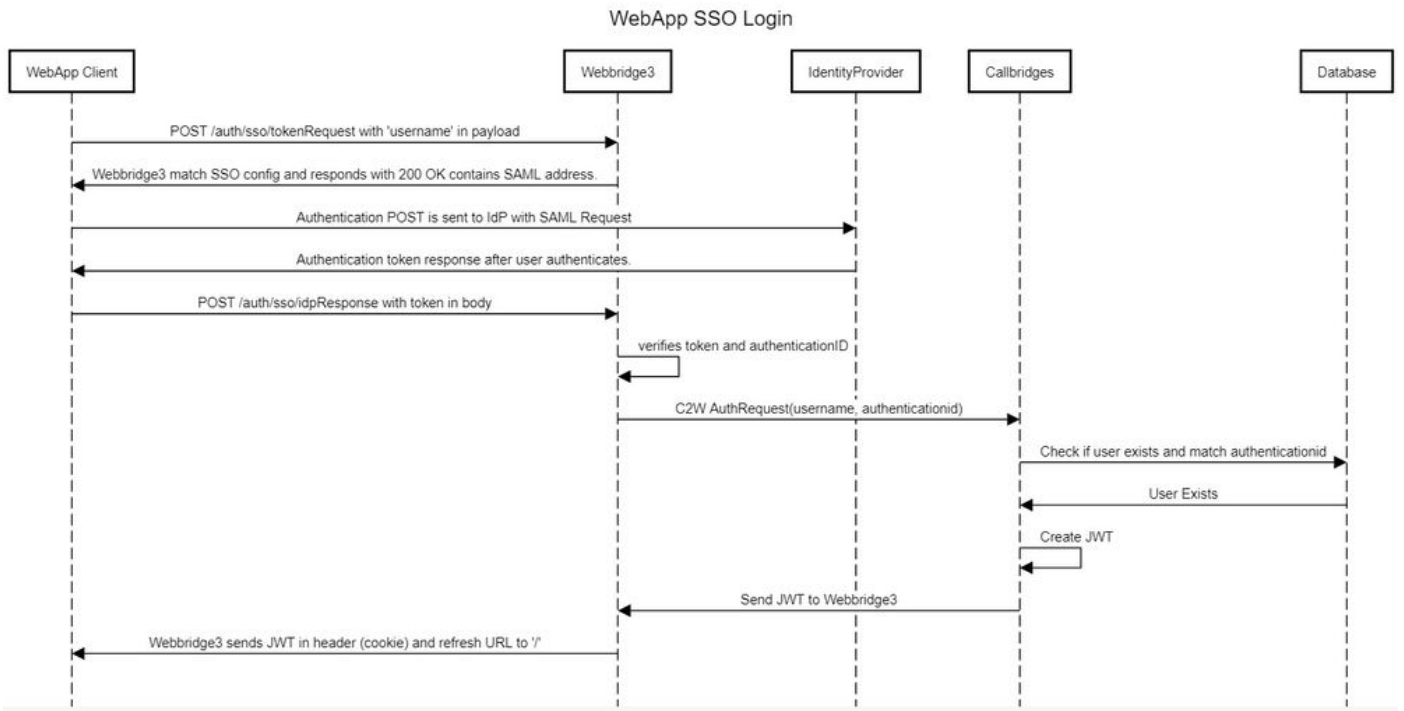 WebApp SSO Login
WebApp Client
Webbridge3
IdentityProvider
Callbridges
Database
POST /auth/sso/tokenRequest with 'username' in payload
Webbridge3 match SSO config and responds with 200 OK contains SAML address.
Authentication POST is sent to IdP with SAML Request
Authentication token response after user authenticates.
POST /auth/sso/idpResponse with token in body
verifies token and authenticationID
C2W AuthRequest(username, authenticationid)
Check if user exists and match authenticationid
User Exists
Create JWT
Send JWT to Webbridge3
Webbridge3 sends JWT in header (cookie) and refresh URL to '/'